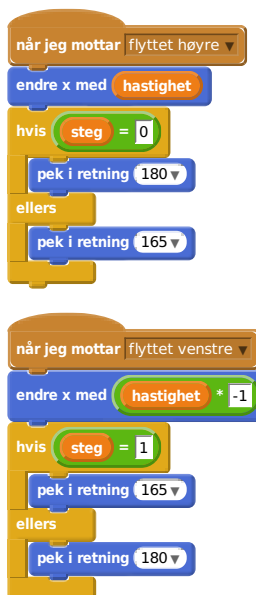 når jeg mottar flyttet høyre ▼
endre x med hastighet
hvis steg = 0
pek i retning 180▼
ellers
pek i retning 165▼
når jeg mottar flyttet venstre ▼
endre x med hastighet * -1
hvis steg = 1
pek i retning 165▼
ellers
pek i retning 180▼